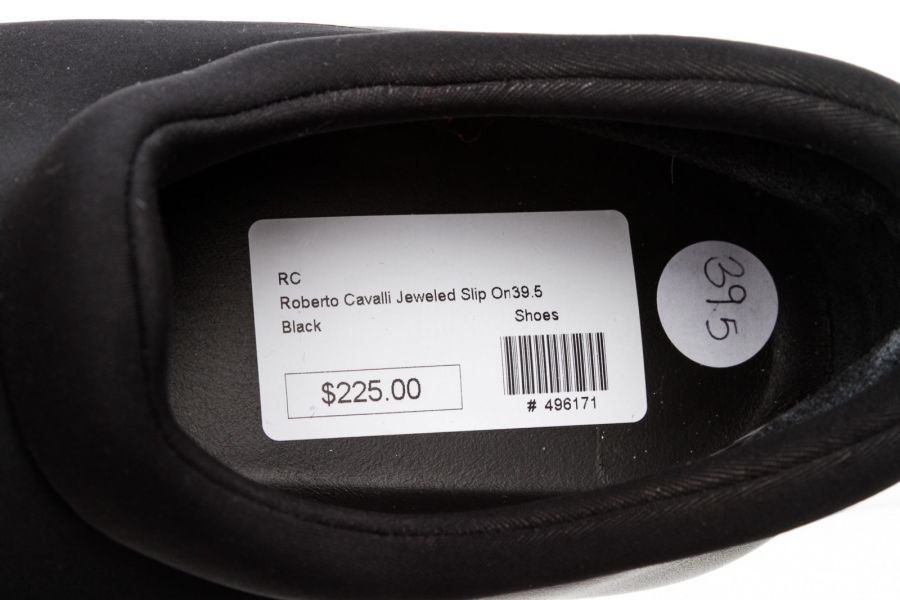 RC
Roberto Cavalli Jeweled Slip On39.5
Black
Shoes
$225.00
# 496171
39.5